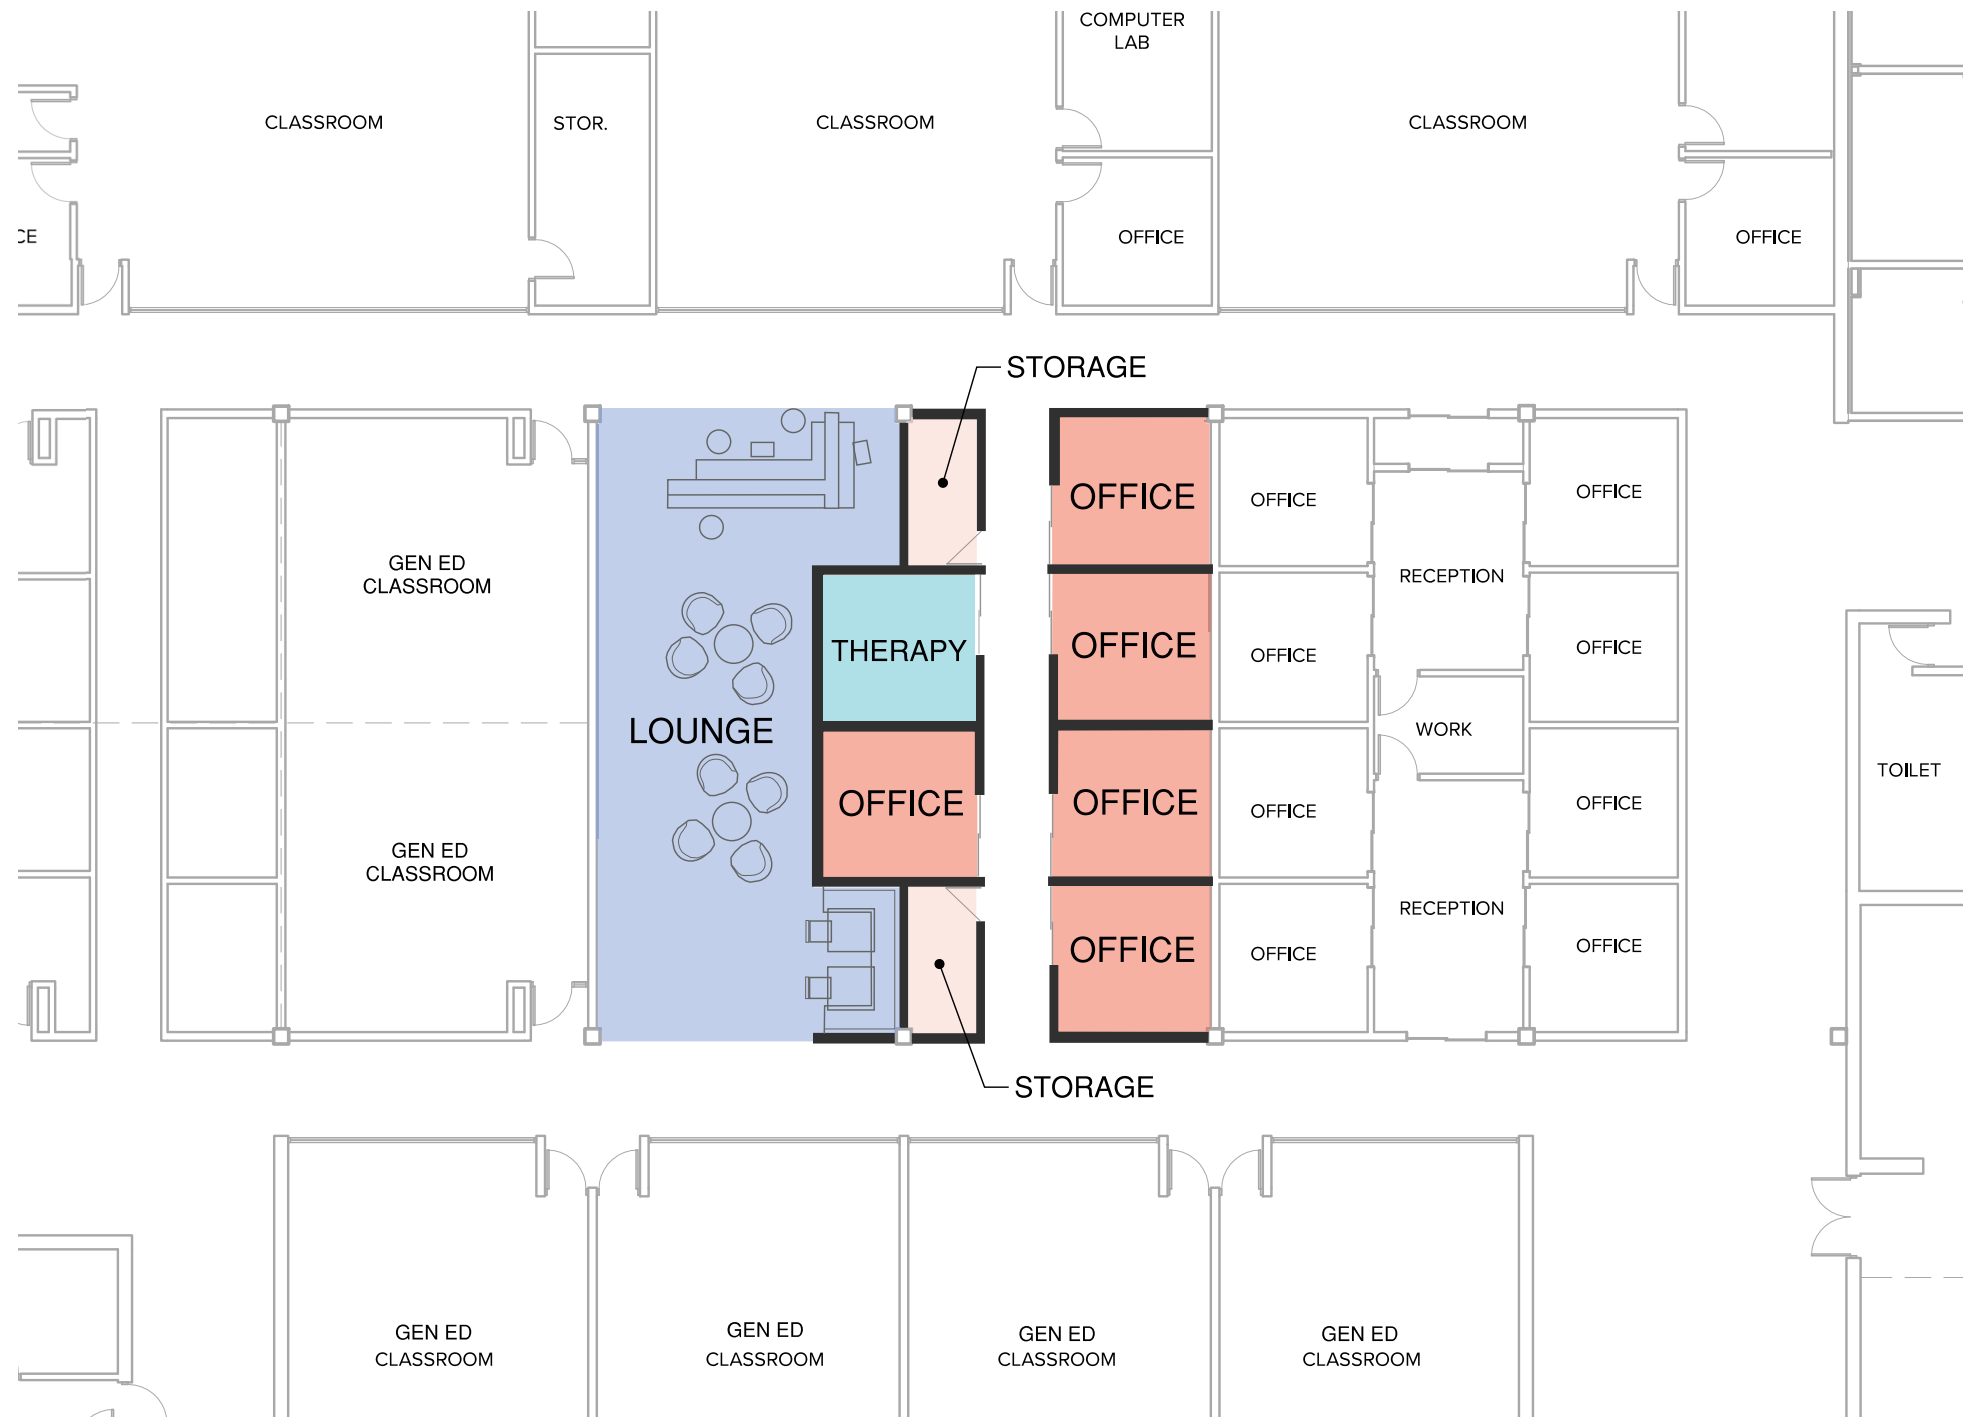 COMPUTER
LAB
CLASSROOM
STOR.
CLASSROOM
CLASSROOM
CE
OFFICE
OFFICE
STORAGE
OFFICE
OFFICE
OFFICE
GEN ED
CLASSROOM
RECEPTION
THERAPY
OFFICE
OFFICE
OFFICE
LOUNGE
WORK
TOILET
OFFICE
OFFICE
OFFICE
OFFICE
GEN ED
CLASSROOM
RECEPTION
OFFICE
OFFICE
OFFICE
STORAGE
GEN ED
CLASSROOM
GEN ED
CLASSROOM
GEN ED
CLASSROOM
GEN ED
CLASSROOM